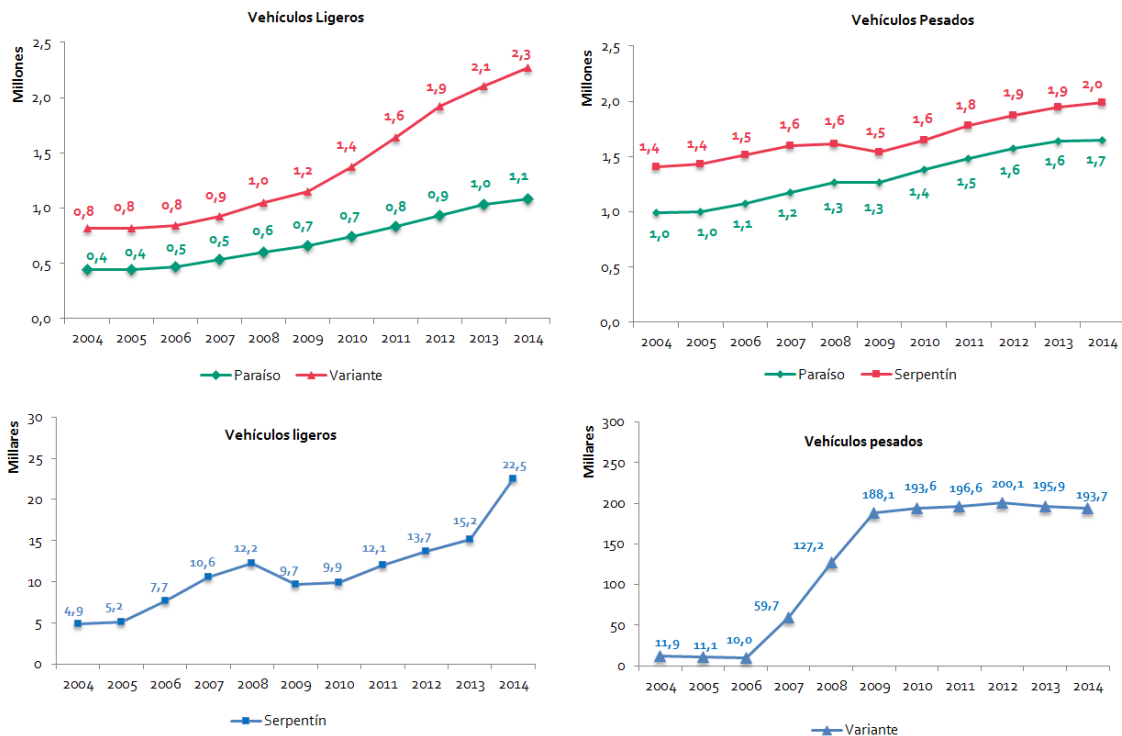 Vehículos Ligeros
Millones
2,5
2,0
1,5
1,0
0,5
0,0
0,8 0,8 0,8 0,9 1,0 1,2 1,4 1,6 1,9 2,1 2,3
0,4 0,4 0,5 0,5 0,6 0,7 0,7 0,8 0,9 1,0 1,1
2004 2005 2006 2007 2008 2009 2010 2011 2012 2013 2014
Paraíso Variante
Vehículos Pesados
Millones
2,5
2,0
1,5
1,0
0,5
0,0
1,4 1,4 1,5 1,6 1,6 1,5 1,6 1,8 1,9 1,9 2,0
1,0 1,0 1,1 1,2 1,3 1,3 1,4 1,5 1,6 1,6 1,7
2004 2005 2006 2007 2008 2009 2010 2011 2012 2013 2014
Paraíso Serpentín
Vehículos ligeros
Millares
30
25
20
15
10
5
0
4,9 5,2 7,7 10,6 12,2 9,7 9,9 12,1 13,7 15,2 22,5
2004 2005 2006 2007 2008 2009 2010 2011 2012 2013 2014
Serpentín
Vehículos pesados
Millares
300
250
200
150
100
50
0
11,9 11,1 10,0 59,7 127,2 188,1 193,6 196,6 200,1 195,9 193,7
2004 2005 2006 2007 2008 2009 2010 2011 2012 2013 2014
Variante